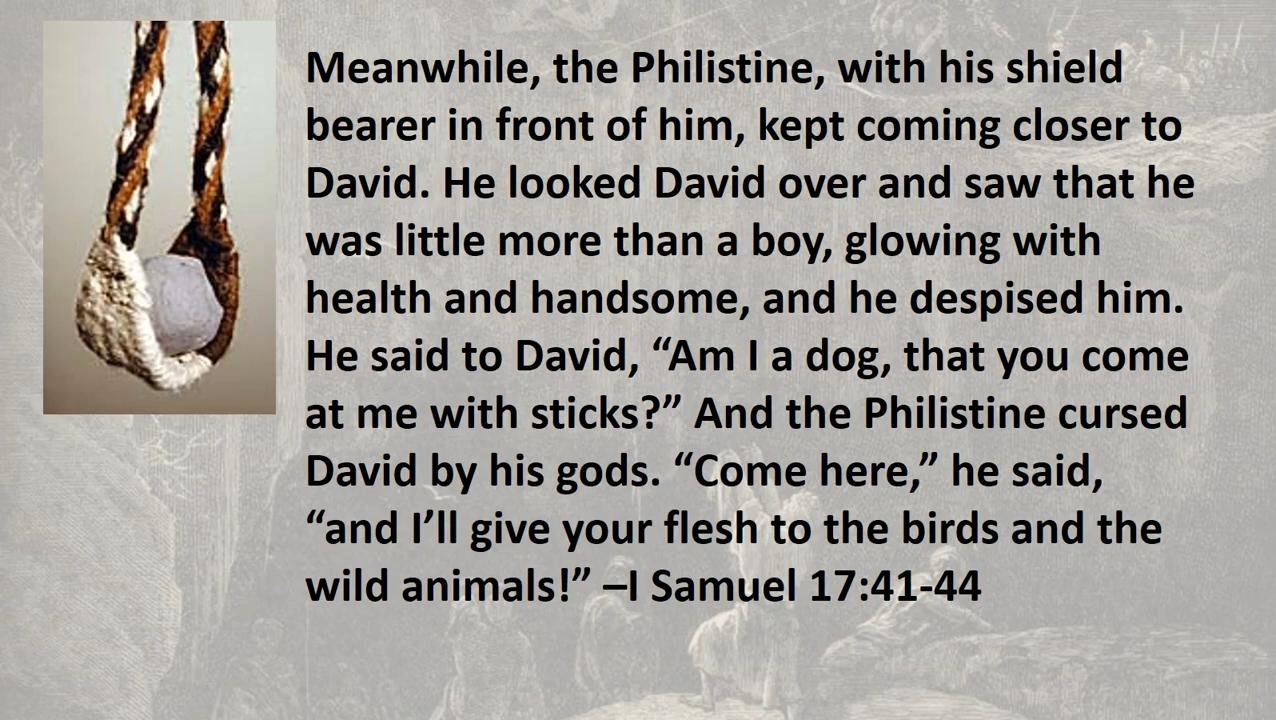 Meanwhile, the Philistine, with his shield
bearer in front of him, kept coming closer to
David. He looked David over and saw that he
was little more than a boy, glowing with
health and handsome, and he despised him.
He said to David, “Am I a dog, that you come
at me with sticks?” And the Philistine cursed
David by his gods. “Come here,” he said,
“and I’ll give your flesh to the birds and the
wild animals!” –I Samuel 17:41-44